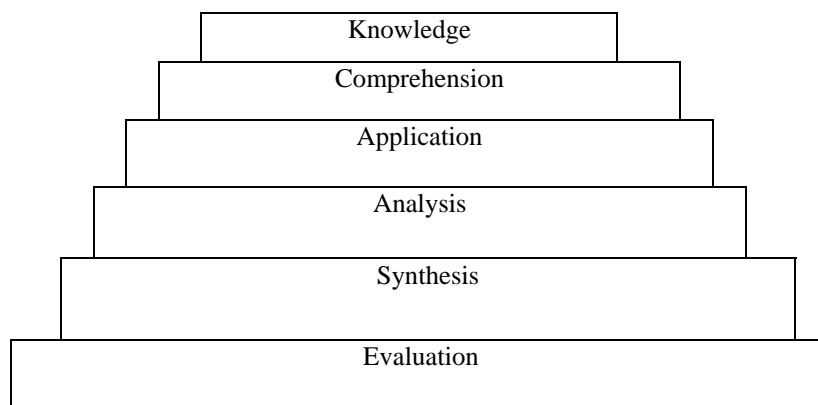 Knowledge
Comprehension
Application
Analysis
Synthesis
Evaluation